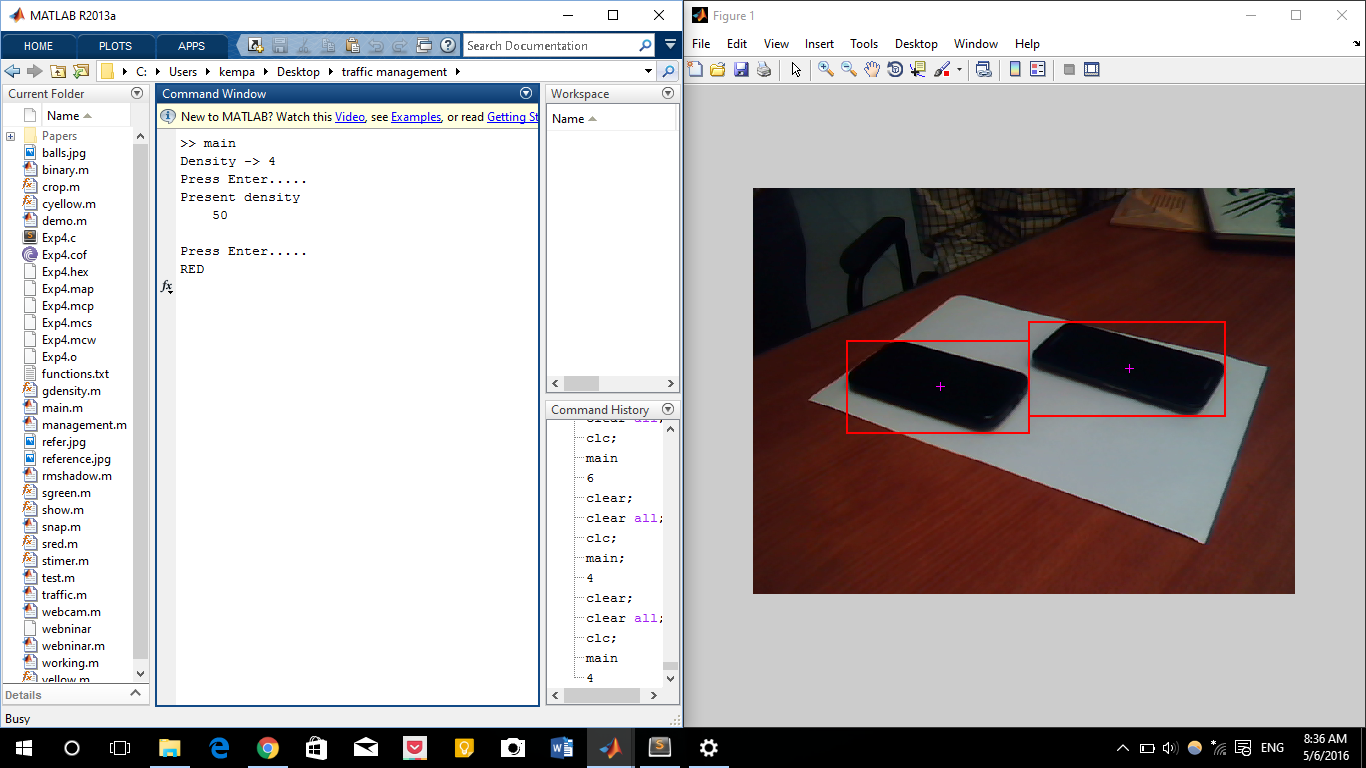 MATLAB R2013a
HOME
PLOTS
APPS
Search Documentation
C:
Users
kempa
Desktop
traffic management
Current Folder
Name
Papers
balls.jpg
binary.m
crop.m
cyellow.m
demo.m
Exp4.c
Exp4.cof
Exp4.hex
Exp4.map
Exp4.mcp
Exp4.mcs
Exp4.mcw
Exp4.o
functions.txt
gdensity.m
main.m
management.m
refer.jpg
reference.jpg
rmshadow.m
sgreen.m
show.m
snap.m
sred.m
stimer.m
test.m
traffic.m
webcam.m
webninar
webninar.m
working.m
yellow.m
Details
Busy
Command Window
New to MATLAB? Watch this Video, see Examples, or read Getting St
>> main
Density -> 4
Press Enter.....
Present density
50
Press Enter.....
RED
fx
Workspace
Name
Command History
clear all;
clc;
main
6
clear;
clear all;
clc;
main;
4
clear;
clear all;
clc;
main
4
Figure 1
File Edit View Insert Tools Desktop Window Help
ENG
8:36 AM
5/6/2016